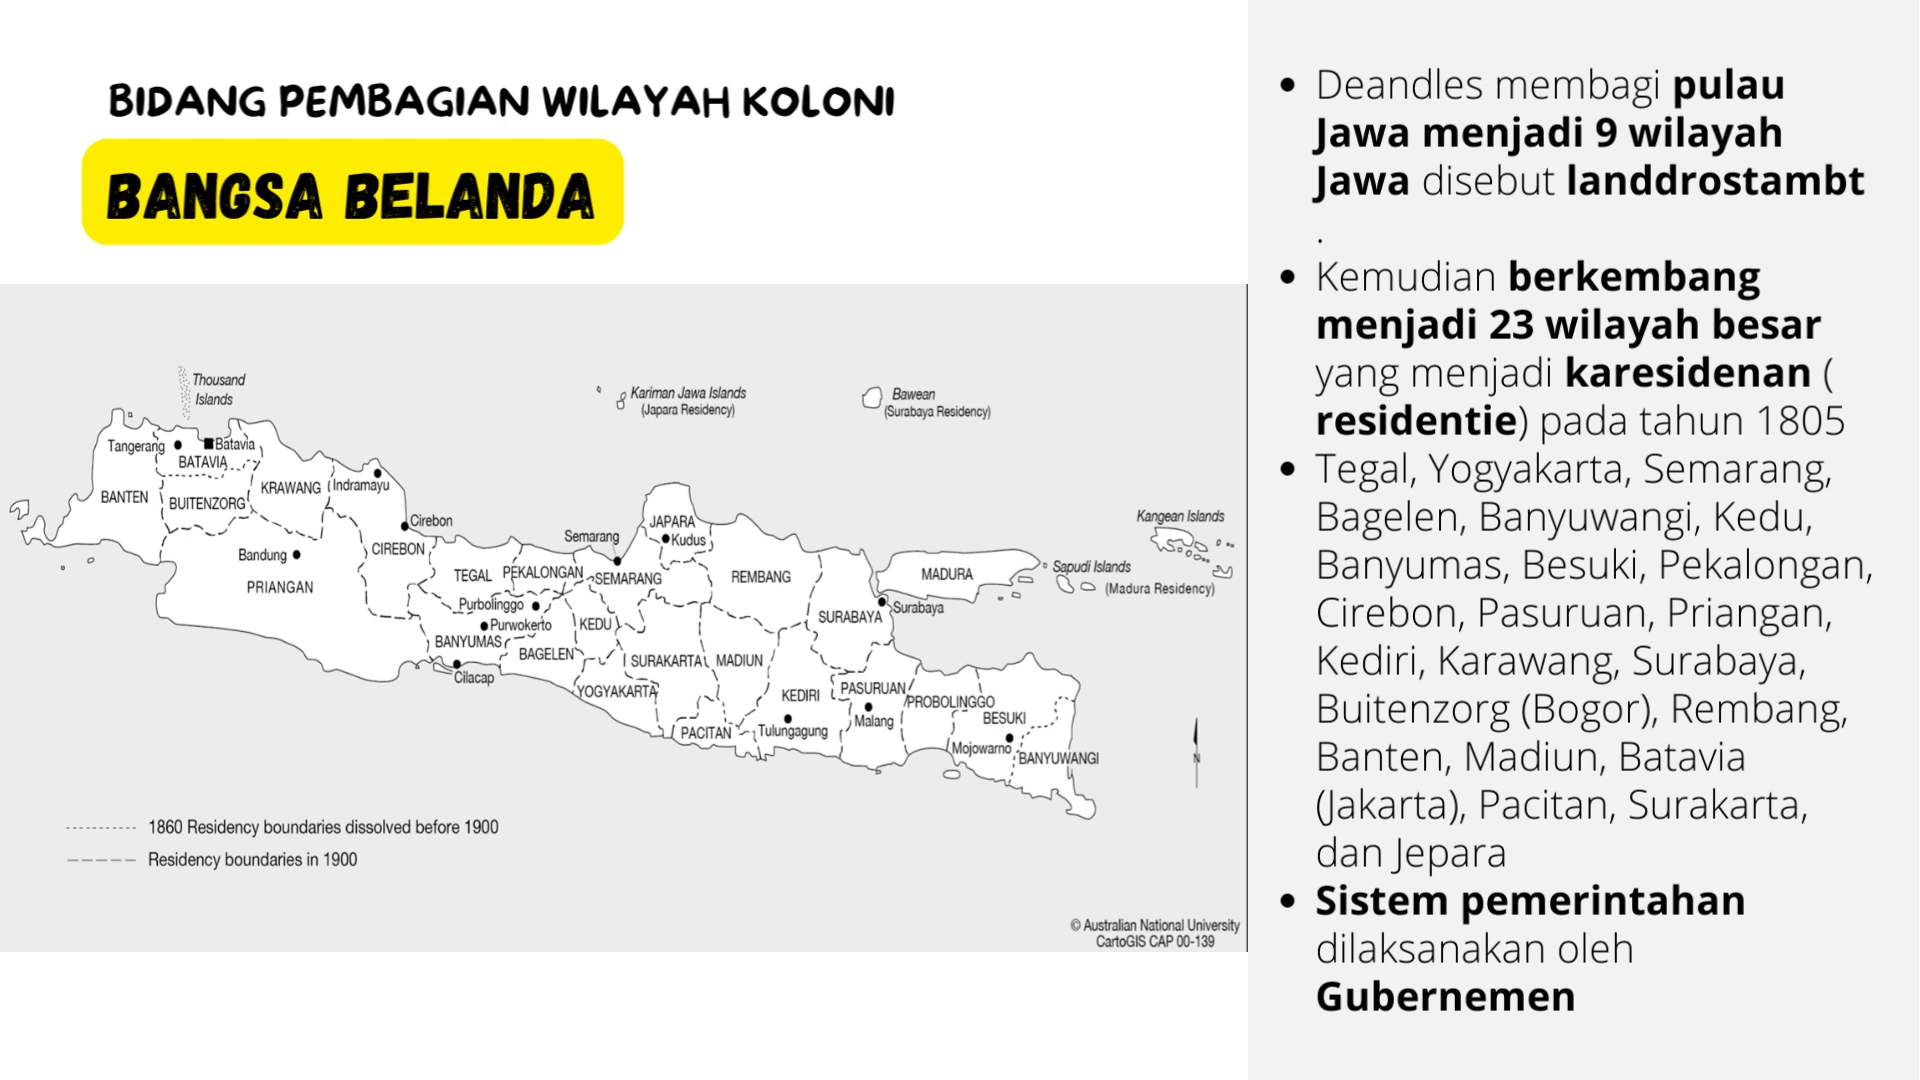 BIDANG PEMBAGIAN WILAYAH KOLONI
BANGSA BELANDA
Thousand
Islands
Kariman Jawa Islands
(Japara Residency)
Bawean
(Surabaya Residency)
Tangerang
Batavia
BATAVIA
BANTEN
BUITENZORG
KRAWANG
Indramayu
Cirebon
CIREBON
Bandung
PRIANGAN
Semarang
JAPARA
Kudus
TEGAL
PEKALONGAN
SEMARANG
REMBANG
MADURA
Kangean Islands
Sapudi Islands
(Madura Residency)
Purbolinggo
Purwokerto
BANYUMAS
KEDU
BAGELEN
Cilacap
SURAKARTA
MADIUN
SURABAYA
Surabaya
YOGYAKARTA
PACITAN
KEDIRI
Tulungagung
PASURUAN
Malang
PROBOLINGGO
BESUKI
Mojowarno
BANYUWANGI
N
1860 Residency boundaries dissolved before 1900
Residency boundaries in 1900
© Australian National University
CartoGIS CAP 00-139
• Deandles membagi pulau
Jawa menjadi 9 wilayah
Jawa disebut landdrostambt
.
• Kemudian berkembang
menjadi 23 wilayah besar
yang menjadi karesidenan (
residentie) pada tahun 1805
• Tegal, Yogyakarta, Semarang,
Bagelen, Banyuwangi, Kedu,
Banyumas, Besuki, Pekalongan,
Cirebon, Pasuruan, Priangan,
Kediri, Karawang, Surabaya,
Buitenzorg (Bogor), Rembang,
Banten, Madiun, Batavia
(Jakarta), Pacitan, Surakarta,
dan Jepara
• Sistem pemerintahan
dilaksanakan oleh
Gubernemen